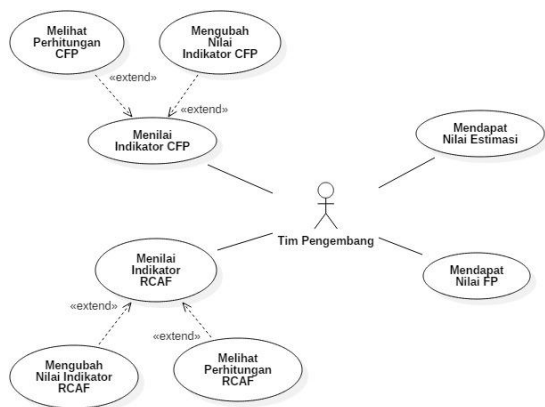 Melihat
Perhitungan
CFP
Mengubah
Nilai
Indikator CFP
«extend»
«extend»
Menilai
Indikator CFP
Mendapat
Nilai Estimasi
Tim Pengembang
Menilai
Indikator
RCAF
Mendapat
Nilai FP
«extend»
«extend»
Mengubah
Nilai Indikator
RCAF
Melihat
Perhitungan
RCAF